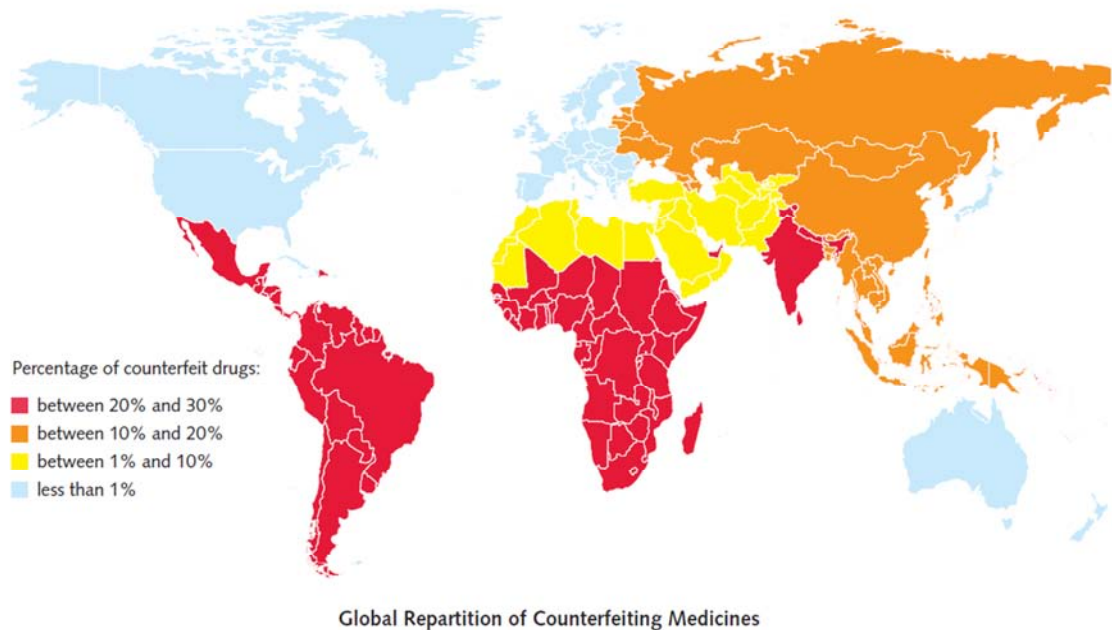 Percentage of counterfeit drugs:
between 20% and 30%
between 10% and 20%
between 1% and 10%
less than 1%
Global Repartition of Counterfeiting Medicines